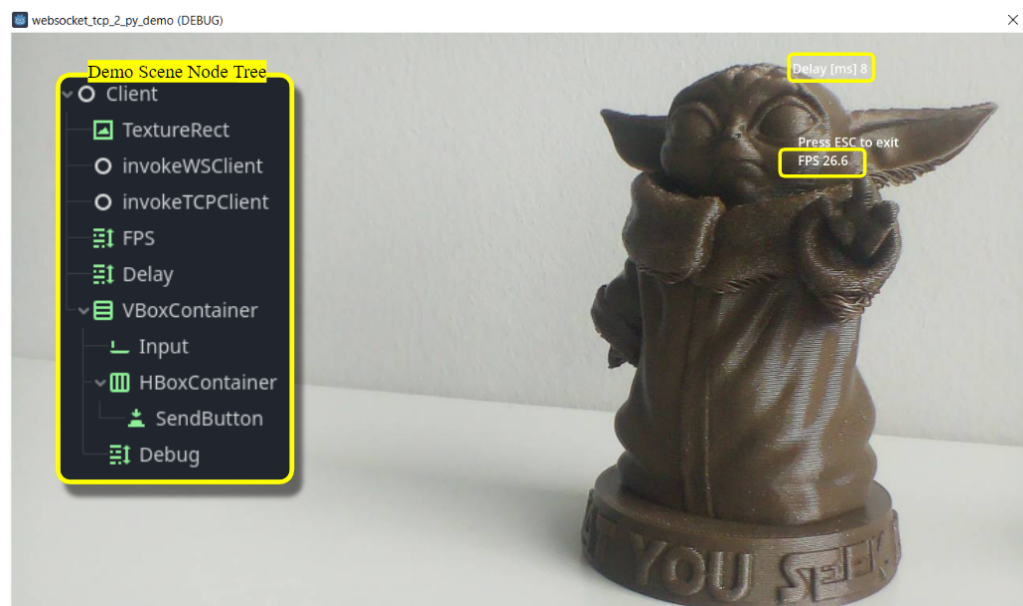 websocket_tcp_2_py_demo (DEBUG)
Demo Scene Node Tree
Client
TextureRect
invokeWSClient
invokeTCPClient
FPS
Delay
VBoxContainer
Input
HBoxContainer
SendButton
Debug
Delay [ms] 8
Press ESC to exit
FPS 26.6
YOU SEEK